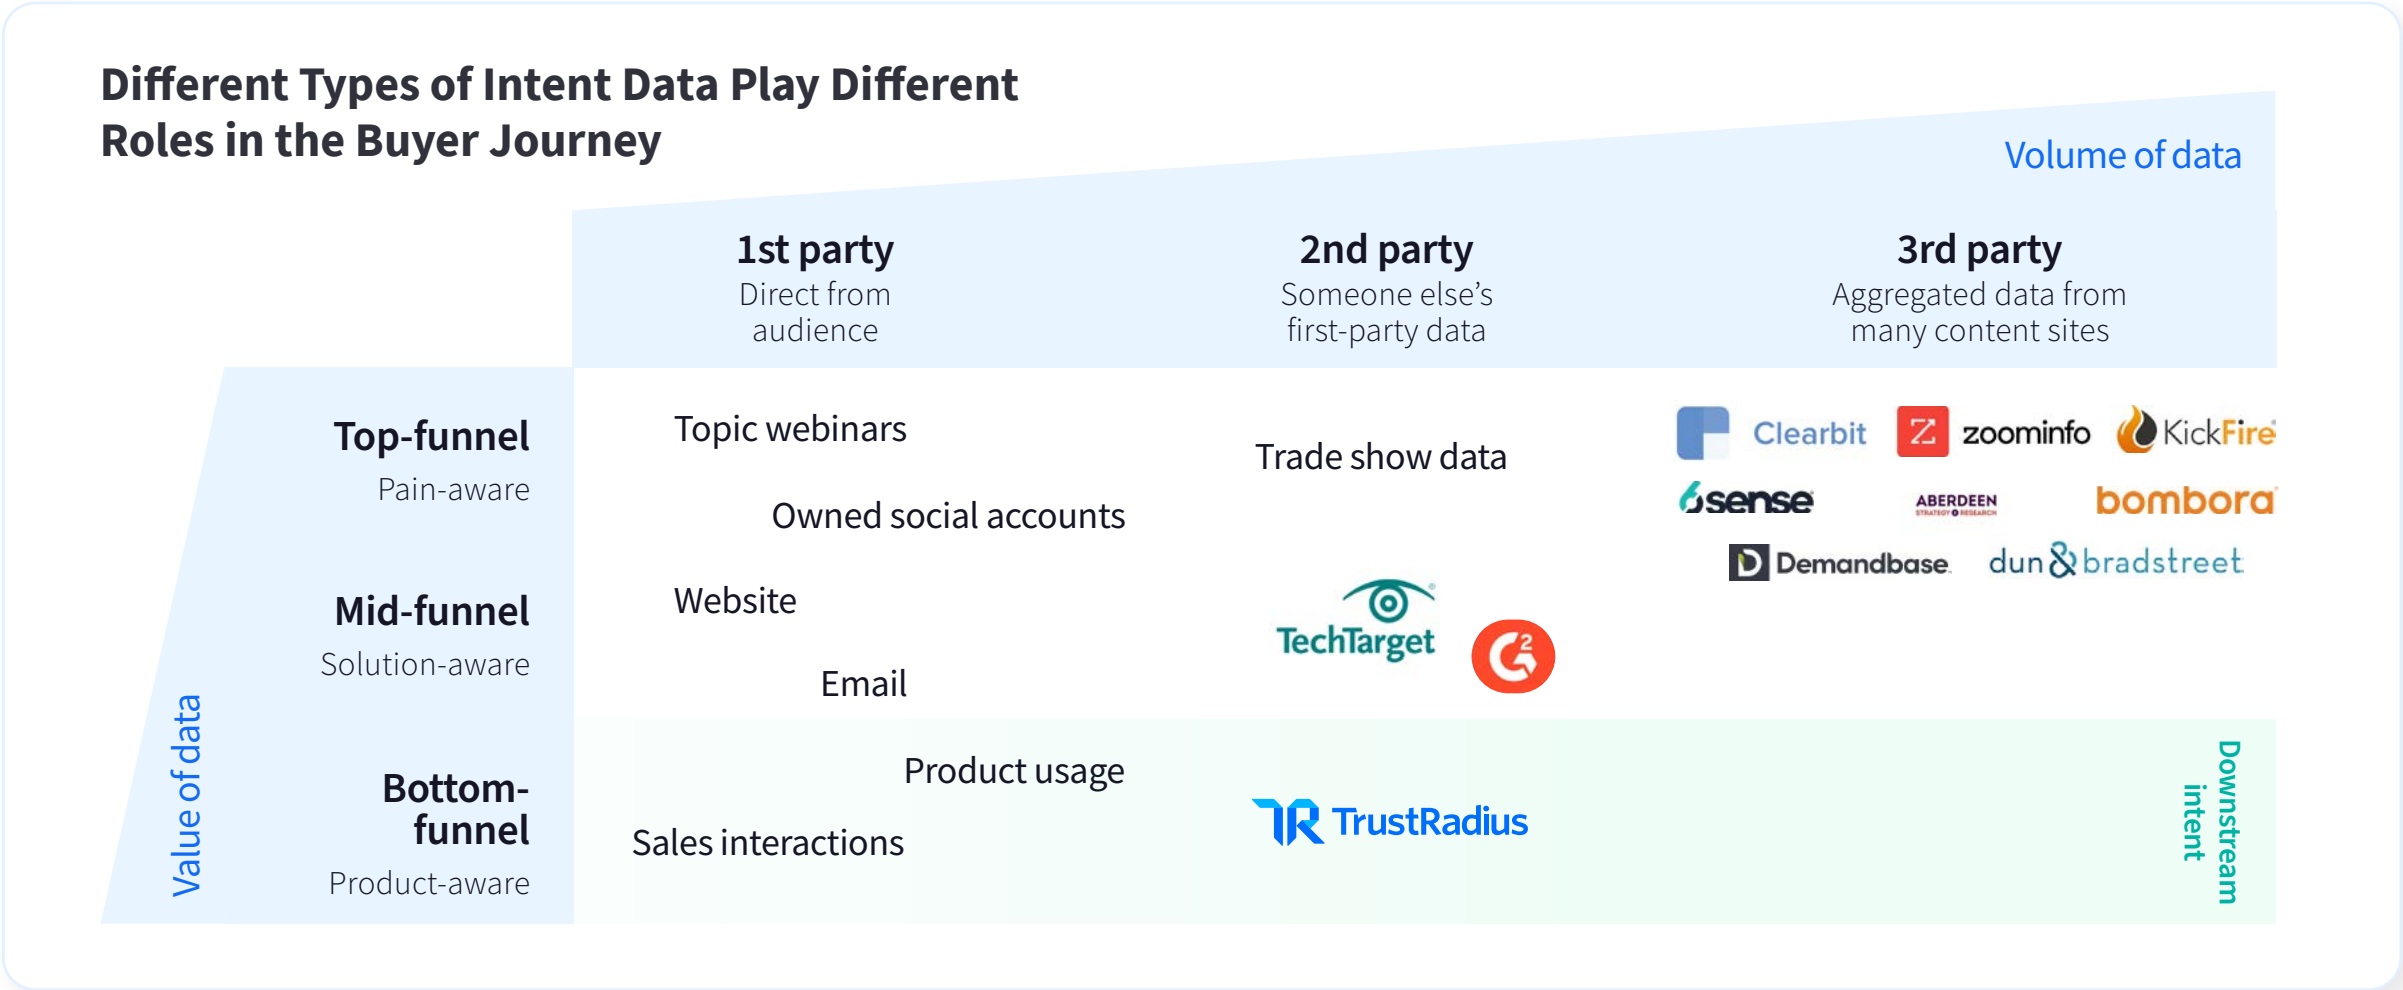 Different Types of Intent Data Play Different
Roles in the Buyer Journey
Volume of data
1st party
Direct from
audience
2nd party
Someone else's
first-party data
3rd party
Aggregated data from
many content sites
Value of data
Top-funnel
Pain-aware
Topic webinars
Owned social accounts
Trade show data
Clearbit
zoominfo
KickFire
6sense
ABERDEEN
STRATEGY & RESEARCH
bombora
Demandbase
dun & bradstreet
Mid-funnel
Solution-aware
Website
Email
TechTarget
G2
Bottom-
funnel
Product-aware
Product usage
Sales interactions
TR TrustRadius
Downstream
intent